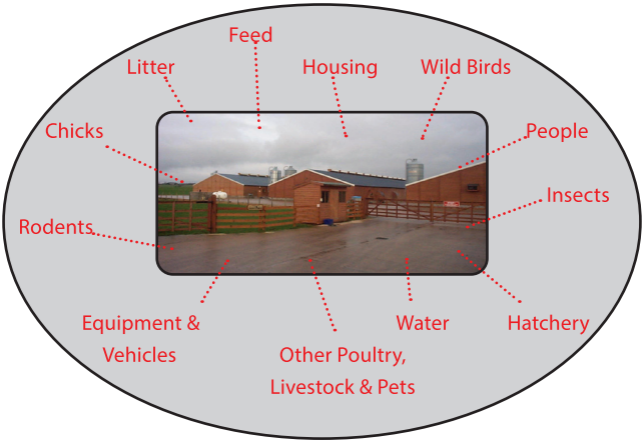 Feed
Litter
Housing
Wild Birds
Chicks
People
Insects
Rodents
Equipment &
Vehicles
Other Poultry,
Livestock & Pets
Water
Hatchery